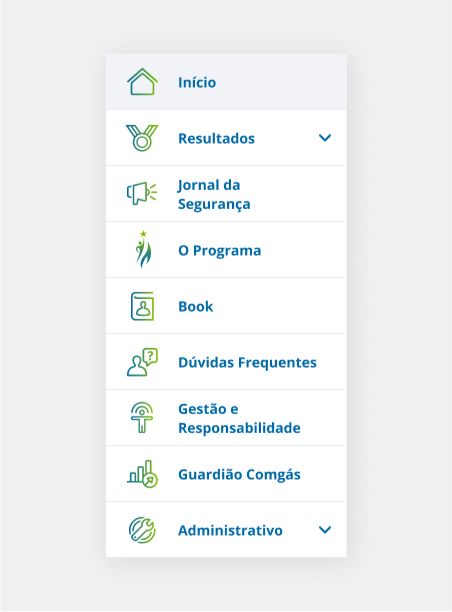 Início
Resultados
Jornal da
Segurança
O Programa
Book
Dúvidas Frequentes
Gestão e
Responsabilidade
Guardião Comgás
Administrativo